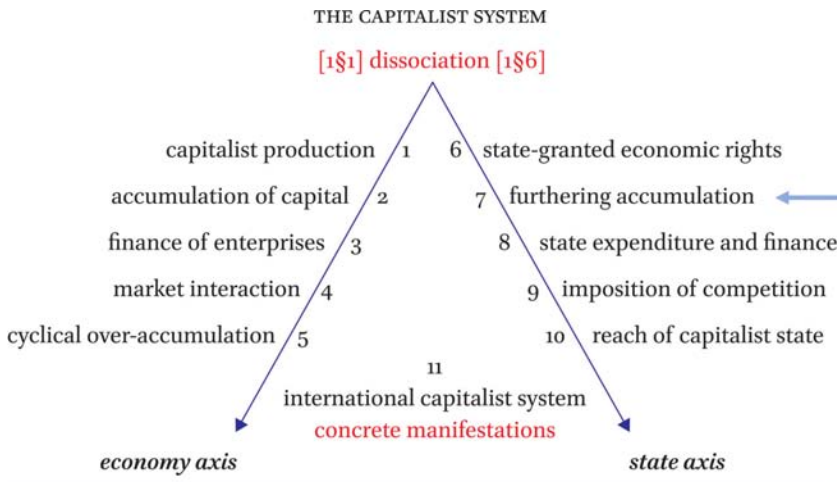 THE CAPITALIST SYSTEM
[1§1] dissociation [1§6]
capitalist production 1 6 state-granted economic rights
accumulation of capital 2 7 furthering accumulation
finance of enterprises 3 8 state expenditure and finance
market interaction 4 9 imposition of competition
cyclical over-accumulation 5 10 reach of capitalist state
11
international capitalist system
concrete manifestations
economy axis state axis